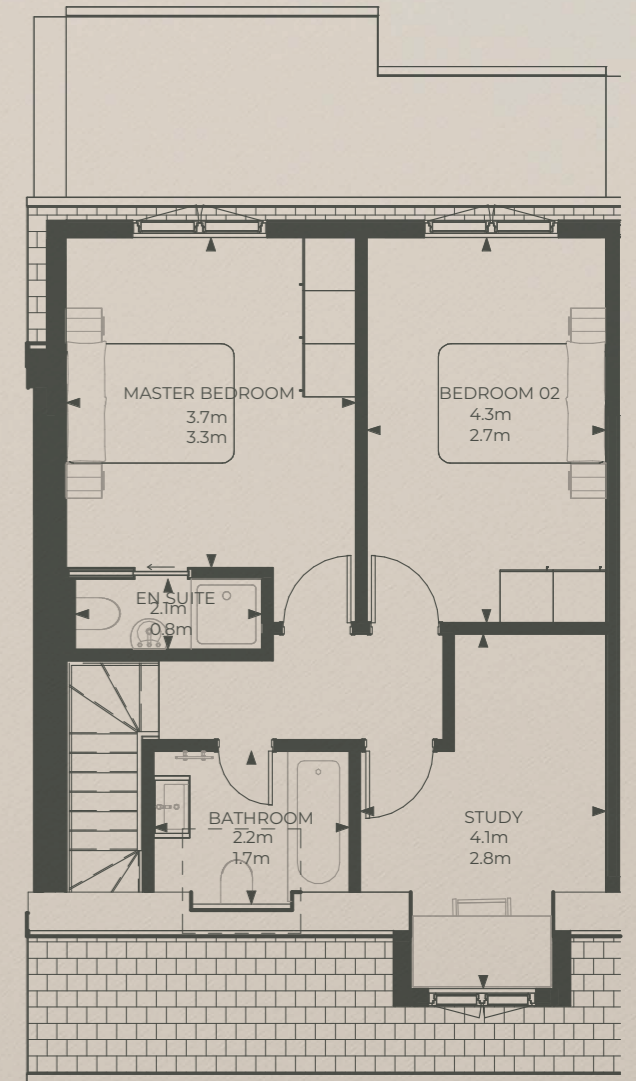 MASTER BEDROOM
3.7m
3.3m
BEDROOM 02
4.3m
2.7m
EN SUITE
2.1m
0.8m
BATHROOM
2.2m
1.7m
STUDY
4.1m
2.8m